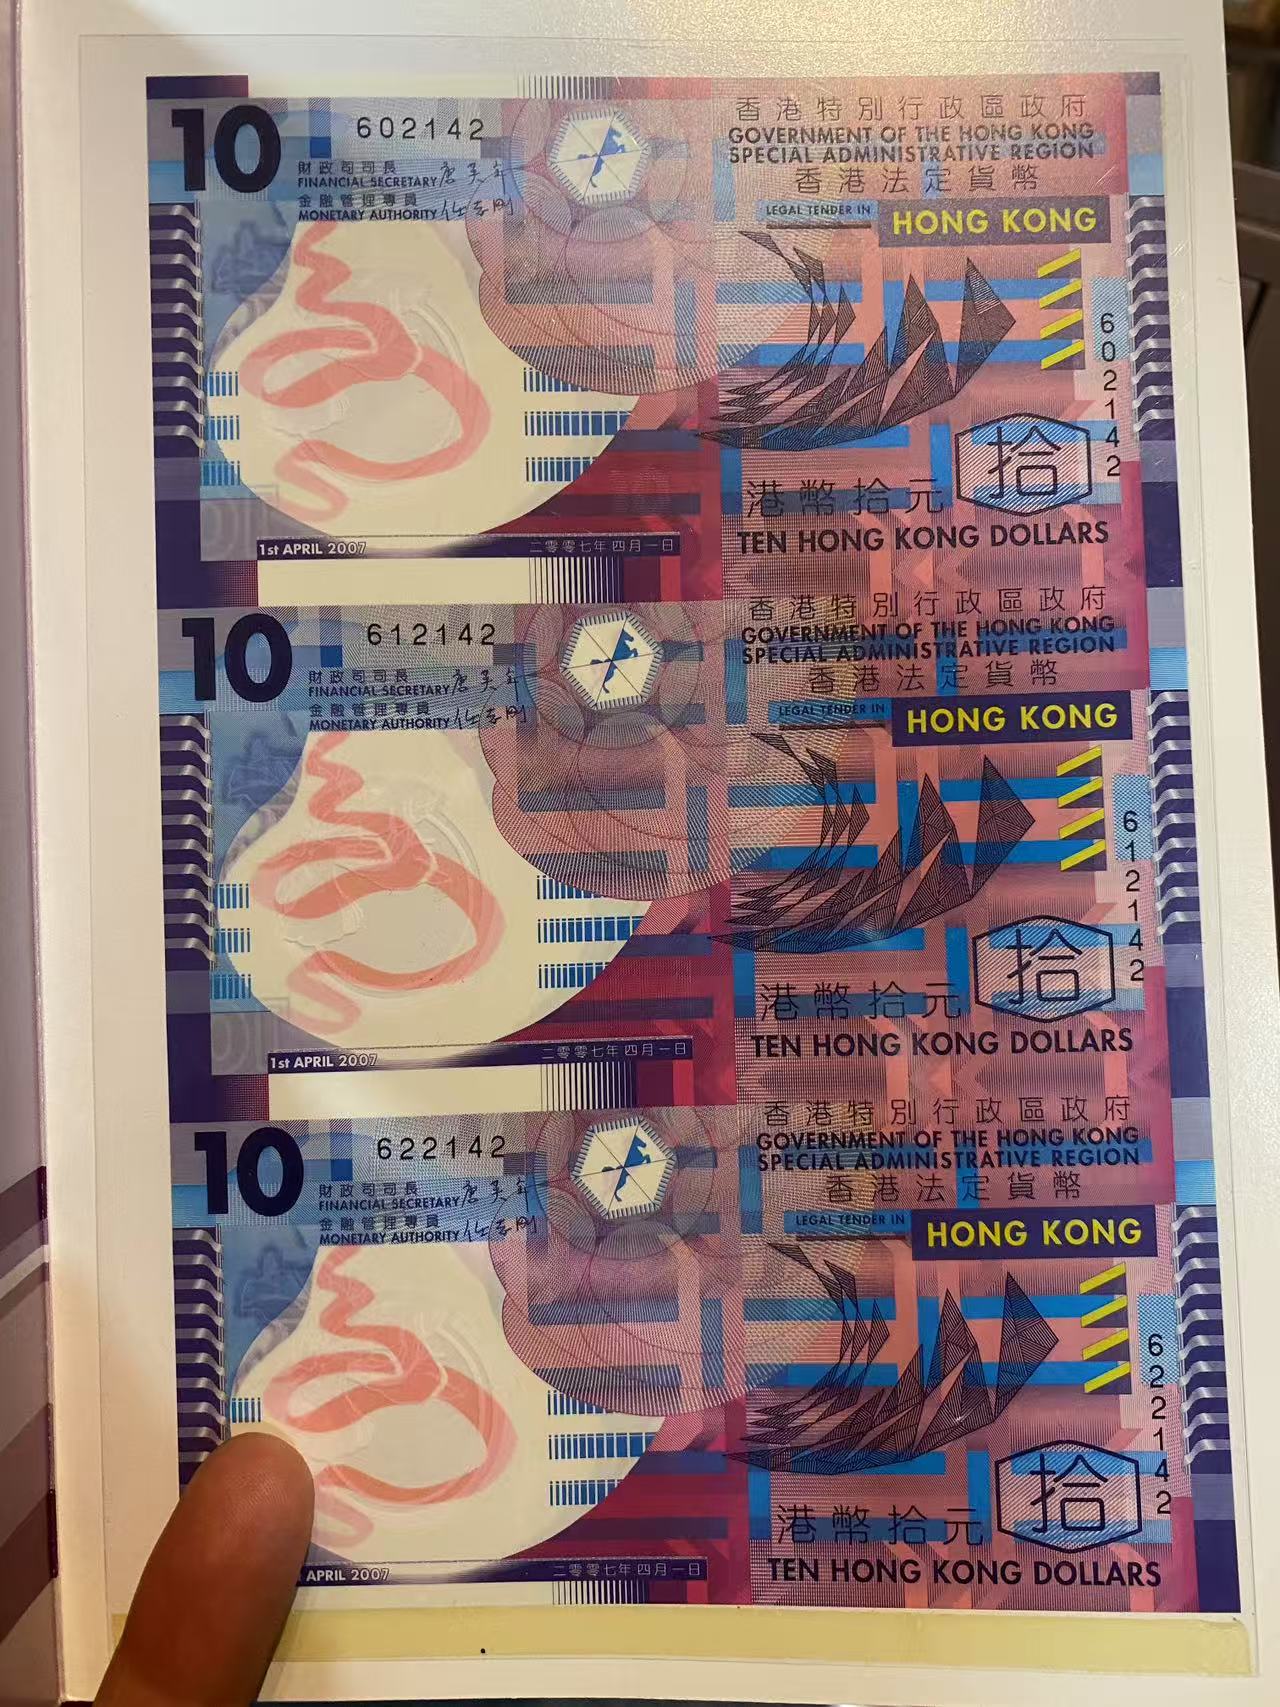 10
602142
財政司司長
FINANCIAL SECRETARY
金融管理專員
MONETARY AUTHORITY
香港特別行政區政府
GOVERNMENT OF THE HONG KONG
SPECIAL ADMINISTRATIVE REGION
香港法定貨幣
LEGAL TENDER IN HONG KONG
602142
拾
港幣拾元
TEN HONG KONG DOLLARS
1st APRIL 2007
二零零七年四月一日
10
612142
財政司司長
FINANCIAL SECRETARY
金融管理專員
MONETARY AUTHORITY
香港特別行政區政府
GOVERNMENT OF THE HONG KONG
SPECIAL ADMINISTRATIVE REGION
香港法定貨幣
LEGAL TENDER IN HONG KONG
612142
拾
港幣拾元
TEN HONG KONG DOLLARS
1st APRIL 2007
二零零七年四月一日
10
622142
財政司司長
FINANCIAL SECRETARY
金融管理專員
MONETARY AUTHORITY
香港特別行政區政府
GOVERNMENT OF THE HONG KONG
SPECIAL ADMINISTRATIVE REGION
香港法定貨幣
LEGAL TENDER IN HONG KONG
622142
拾
港幣拾元
TEN HONG KONG DOLLARS
APRIL 2007
二零零七年四月一日